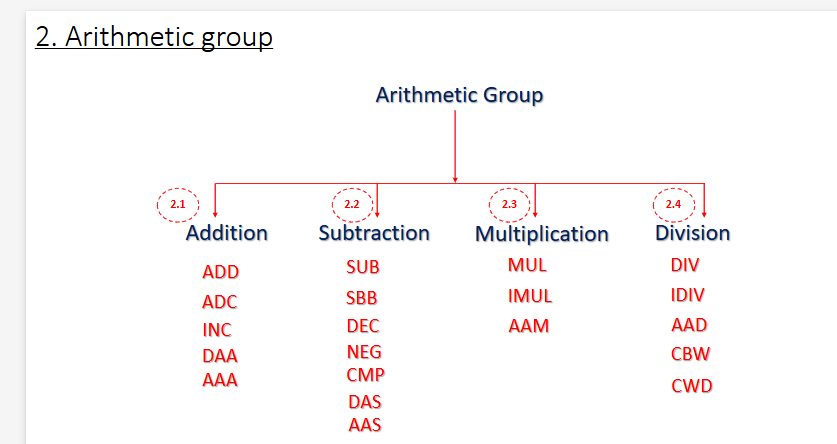 2. Arithmetic group
Arithmetic Group
2.1
Addition
ADD
ADC
INC
DAA
AAA
2.2
Subtraction
SUB
SBB
DEC
NEG
CMP
DAS
AAS
2.3
Multiplication
MUL
IMUL
AAM
2.4
Division
DIV
IDIV
AAD
CBW
CWD